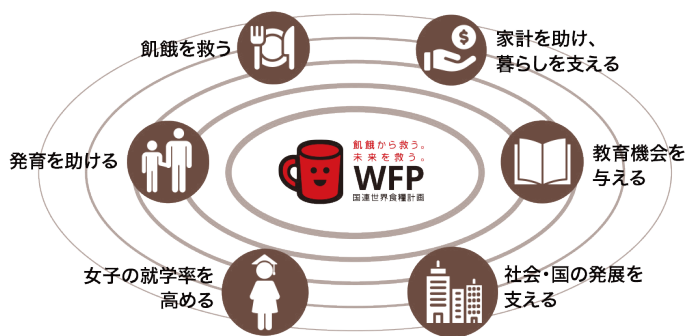 飢餓を救う
家計を助け、
暮らしを支える
発育を助ける
飢餓から救う。
未来を救う。
WFP
国連世界食糧計画
教育機会を
与える
女子の就学率を
高める
社会・国の発展を
支える